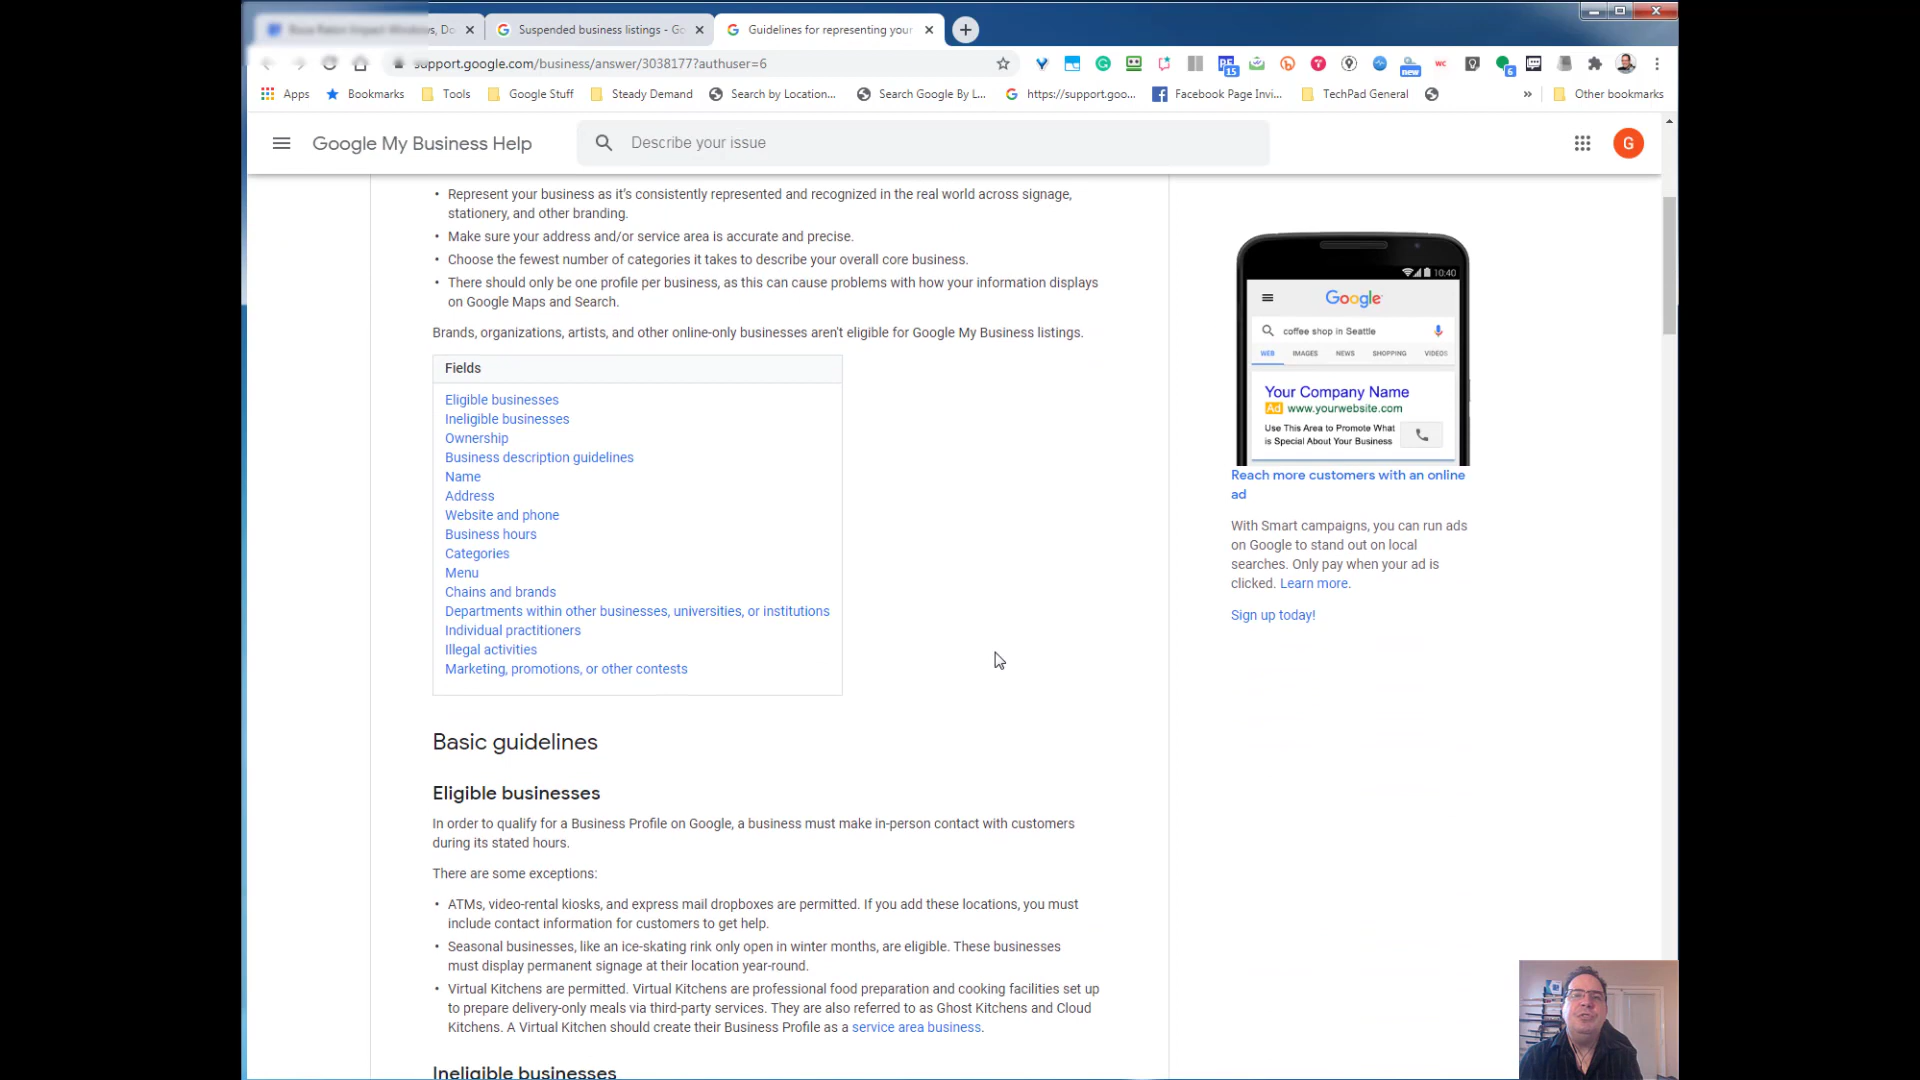 Suspended business listings - Go
Guidelines for representing your
support.google.com/business/answer/3038177?authuser=6
15
new
WC
6
Apps
Bookmarks
Tools
Google Stuff
Steady Demand
Search by Location...
Search Google By L...
https://support.goo...
Facebook Page Invi...
TechPad General
»
Other bookmarks
Google My Business Help
Describe your issue
G
• Represent your business as it's consistently represented and recognized in the real world across signage,
stationery, and other branding.
• Make sure your address and/or service area is accurate and precise.
• Choose the fewest number of categories it takes to describe your overall core business.
• There should only be one profile per business, as this can cause problems with how your information displays
on Google Maps and Search.
Brands, organizations, artists, and other online-only businesses aren't eligible for Google My Business listings.
Fields
Eligible businesses
Ineligible businesses
Ownership
Business description guidelines
Name
Address
Website and phone
Business hours
Categories
Menu
Chains and brands
Departments within other businesses, universities, or institutions
Individual practitioners
Illegal activities
Marketing, promotions, or other contests
Basic guidelines
Eligible businesses
In order to qualify for a Business Profile on Google, a business must make in-person contact with customers
during its stated hours.
There are some exceptions:
• ATMs, video-rental kiosks, and express mail dropboxes are permitted. If you add these locations, you must
include contact information for customers to get help.
• Seasonal businesses, like an ice-skating rink only open in winter months, are eligible. These businesses
must display permanent signage at their location year-round.
• Virtual Kitchens are permitted. Virtual Kitchens are professional food preparation and cooking facilities set up
to prepare delivery-only meals via third-party services. They are also referred to as Ghost Kitchens and Cloud
Kitchens. A Virtual Kitchen should create their Business Profile as a service area business.
Ineligible businesses
10:40
Google
coffee shop in Seattle
WEB IMAGES NEWS SHOPPING VIDEOS
Your Company Name
Ad www.yourwebsite.com
Use This Area to Promote What
is Special About Your Business
Reach more customers with an online
ad
With Smart campaigns, you can run ads
on Google to stand out on local
searches. Only pay when your ad is
clicked. Learn more.
Sign up today!